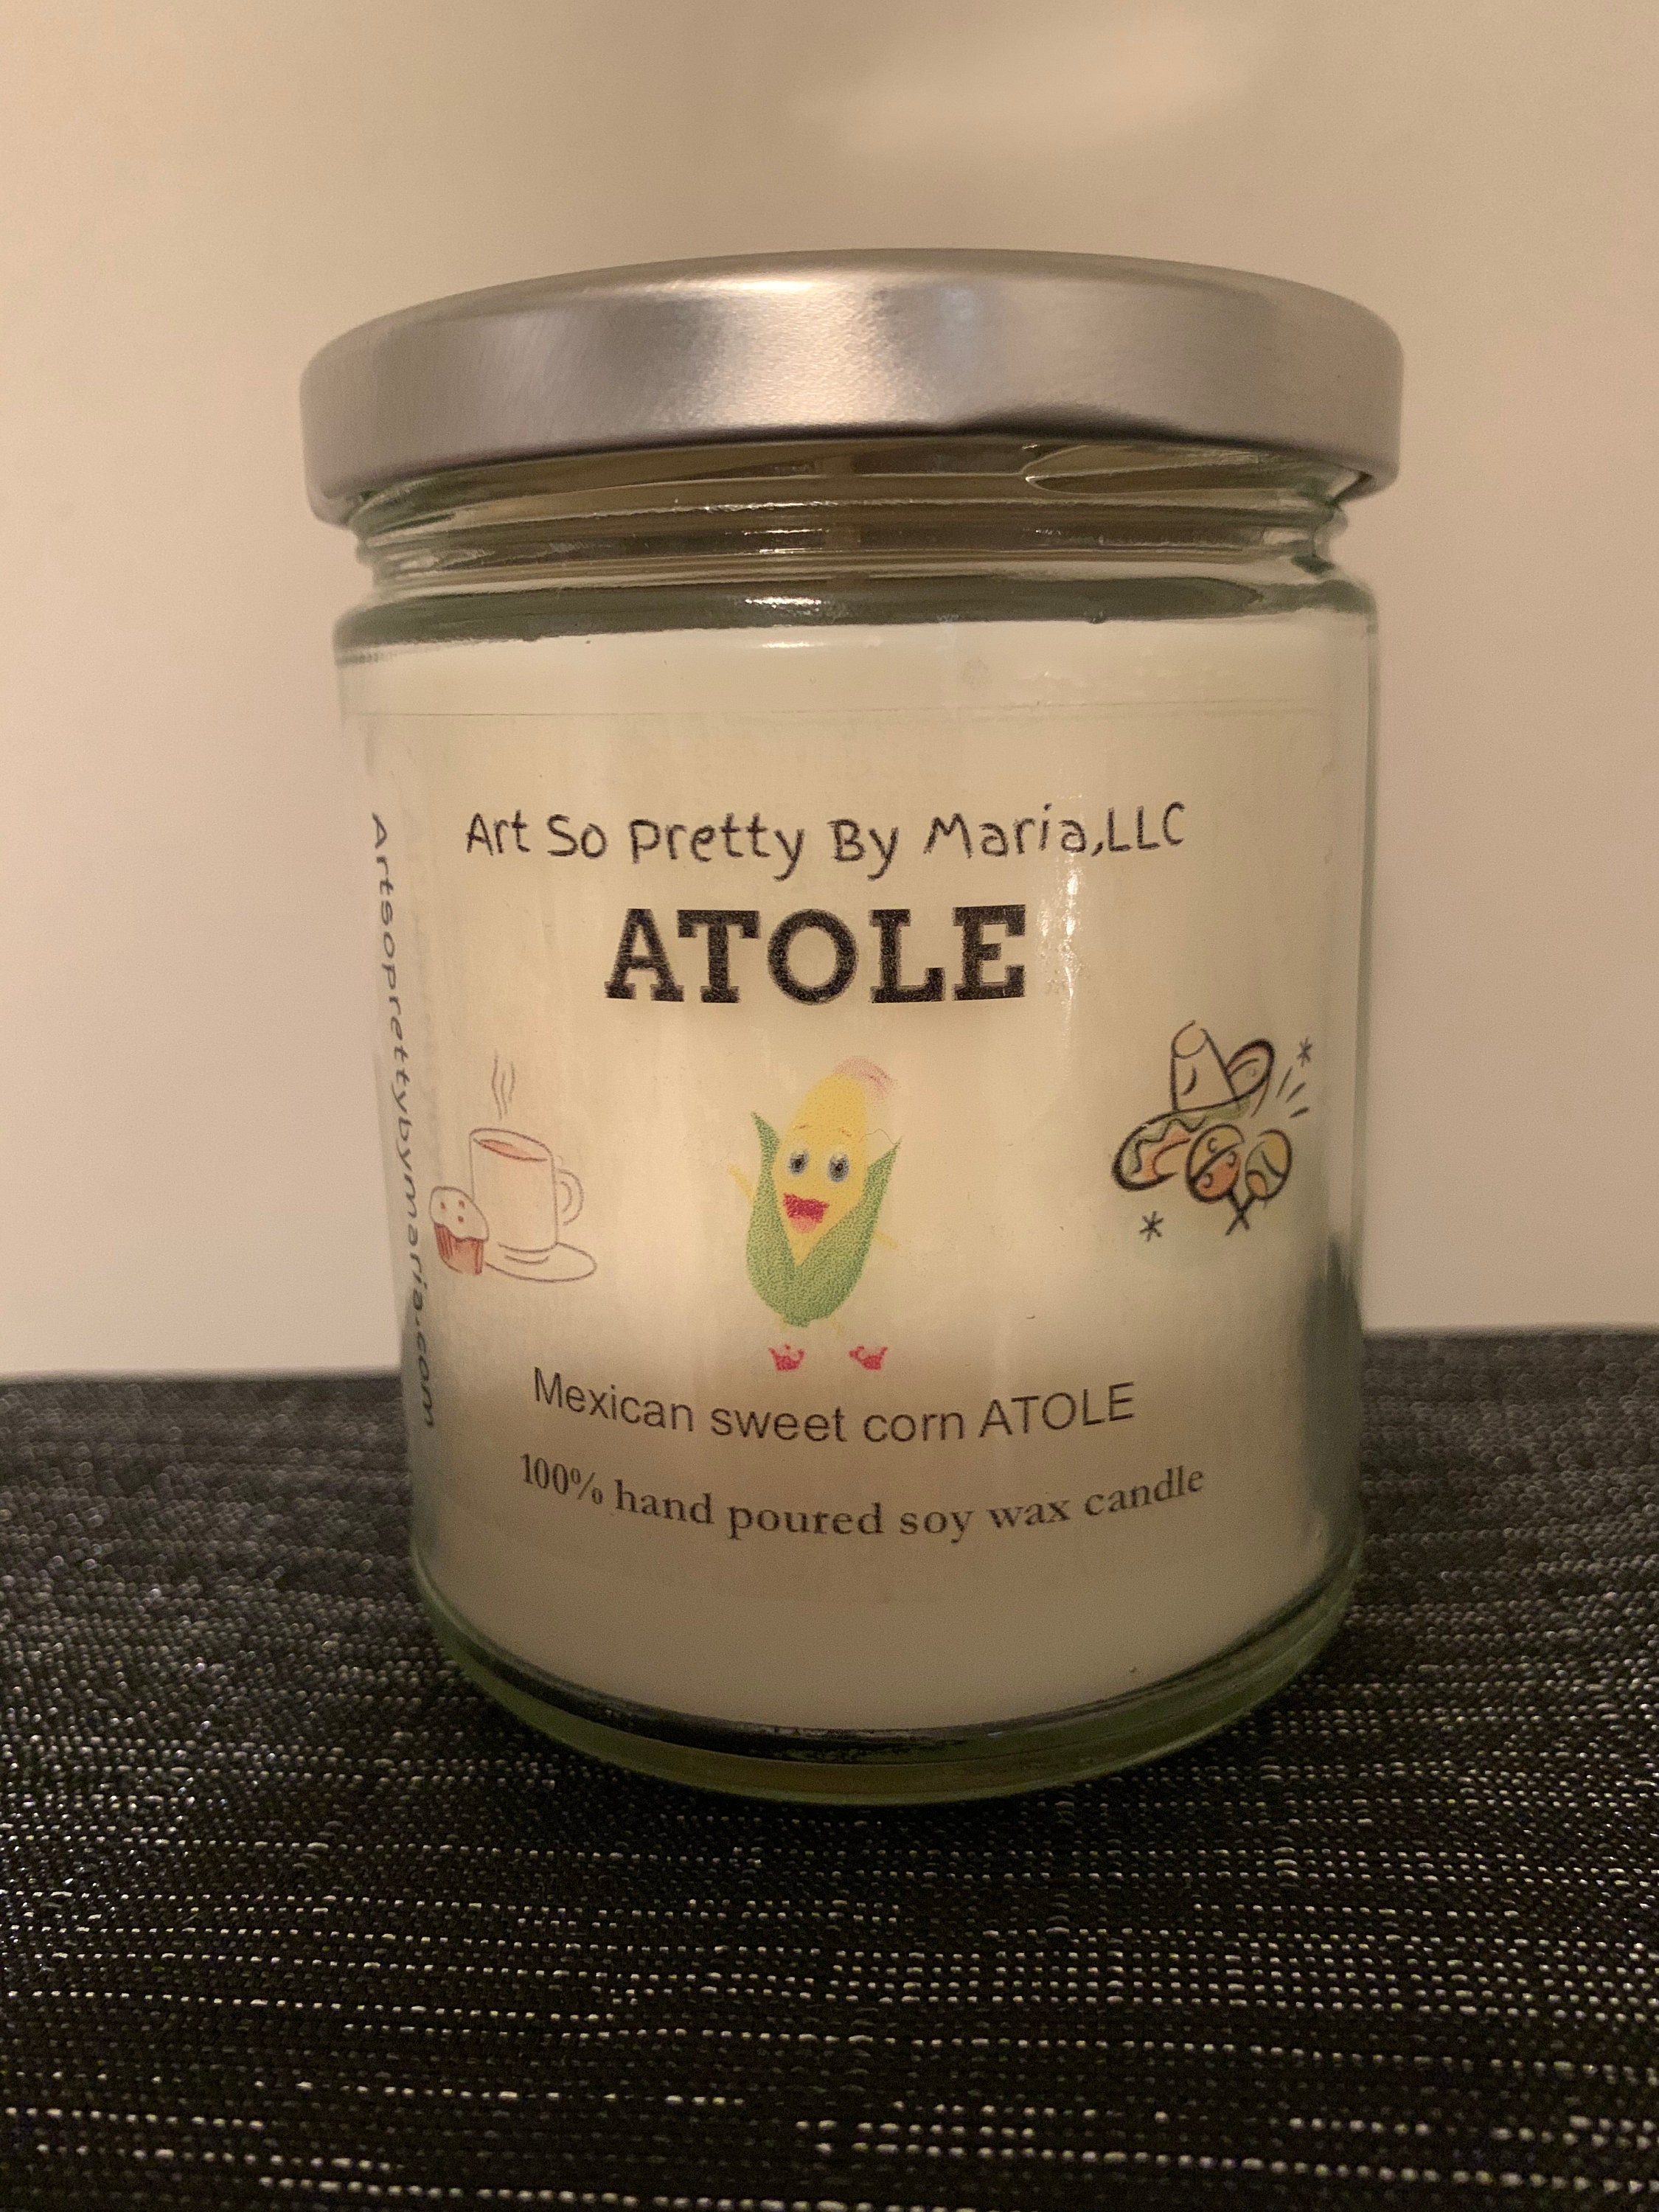 Art So Pretty By Maria,LLC
ATOLE
Mexican sweet corn ATOLE
100% hand poured soy wax candle
Artsoprettybymaria.com